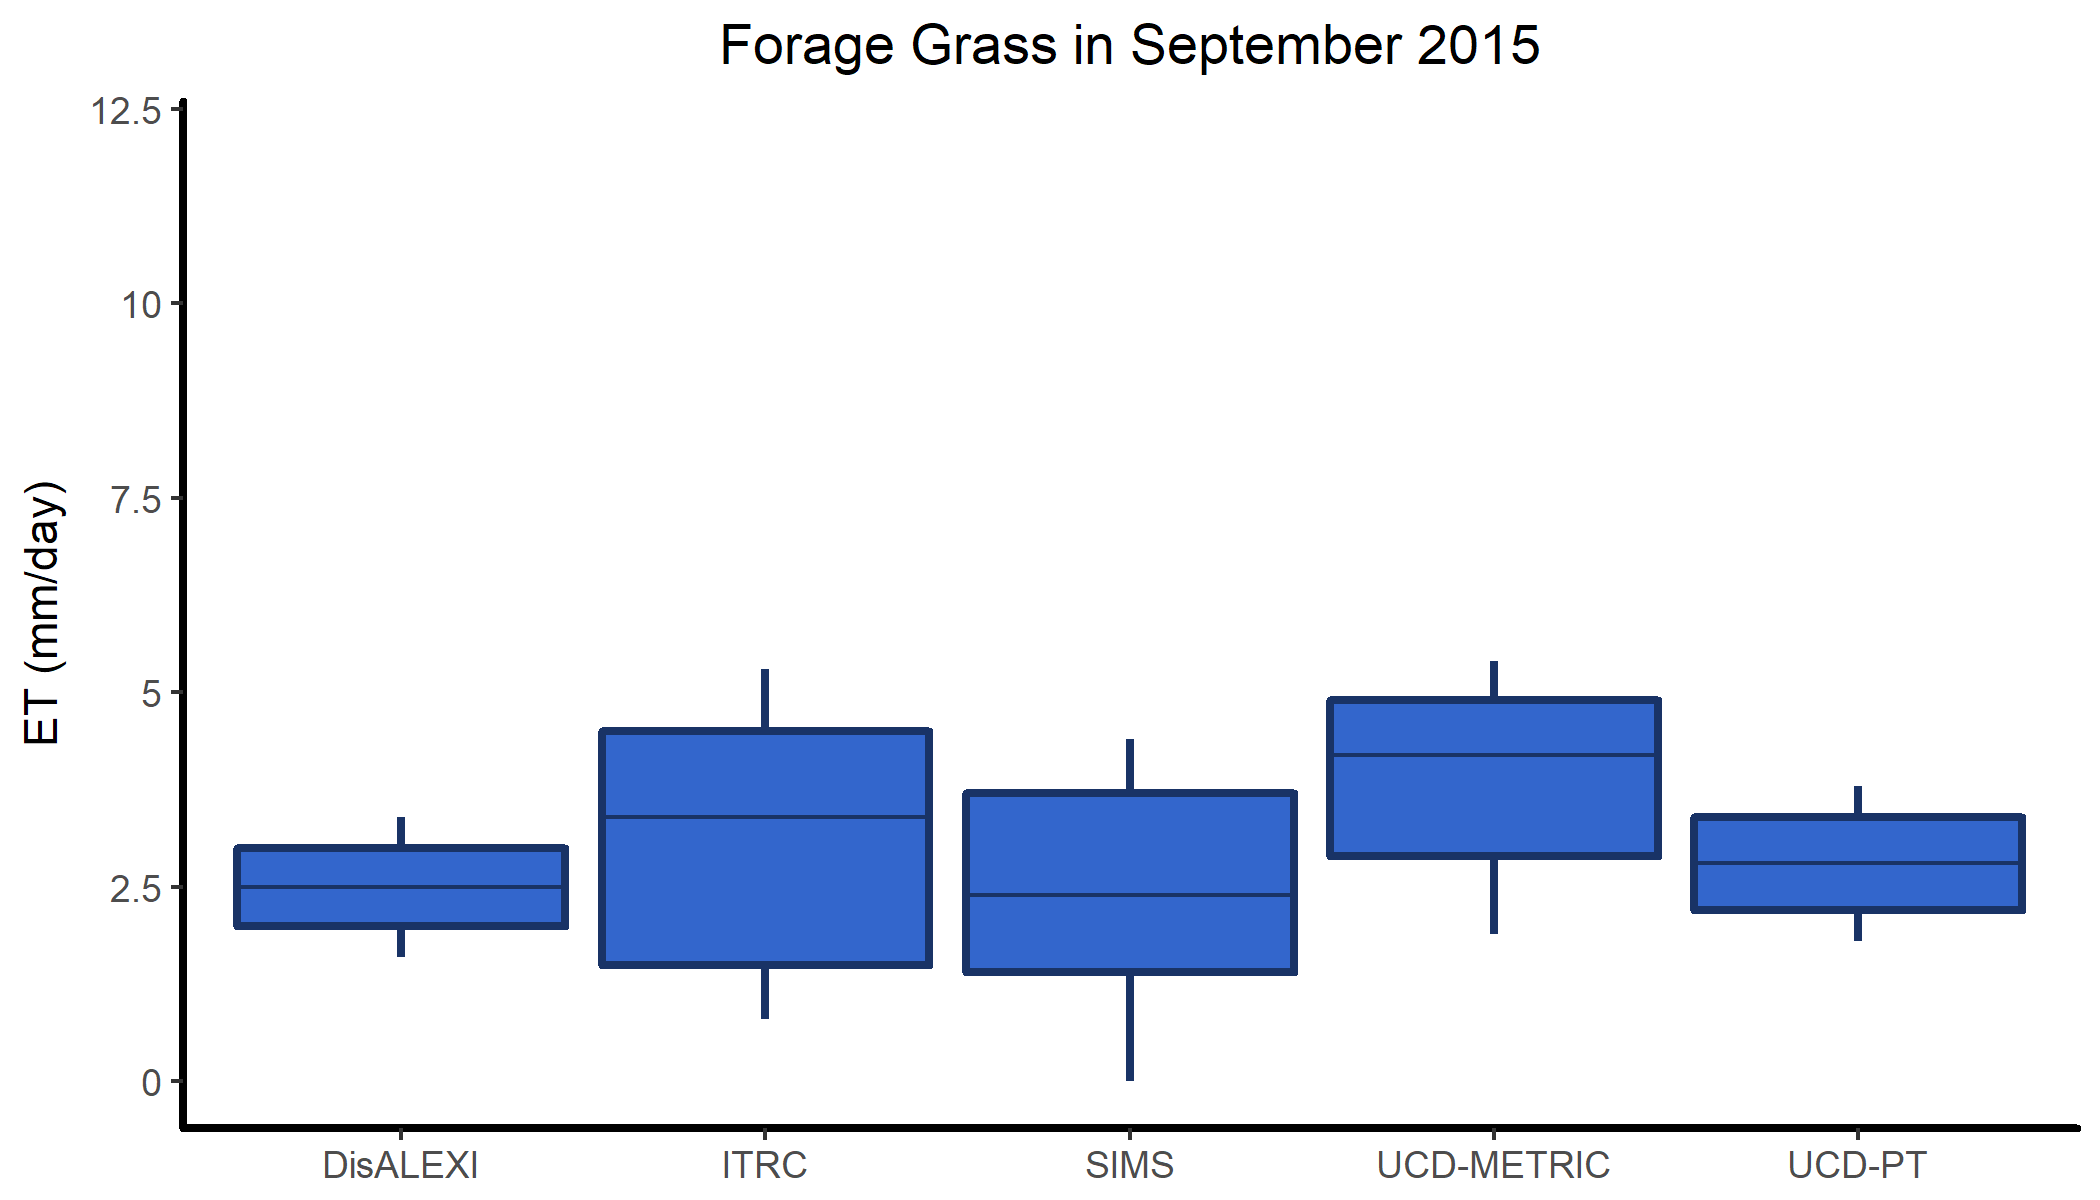 Forage Grass in September 2015
ET (mm/day)
12.5
10
7.5
5
2.5
0
DisALEXI
ITRC
SIMS
UCD-METRIC
UCD-PT